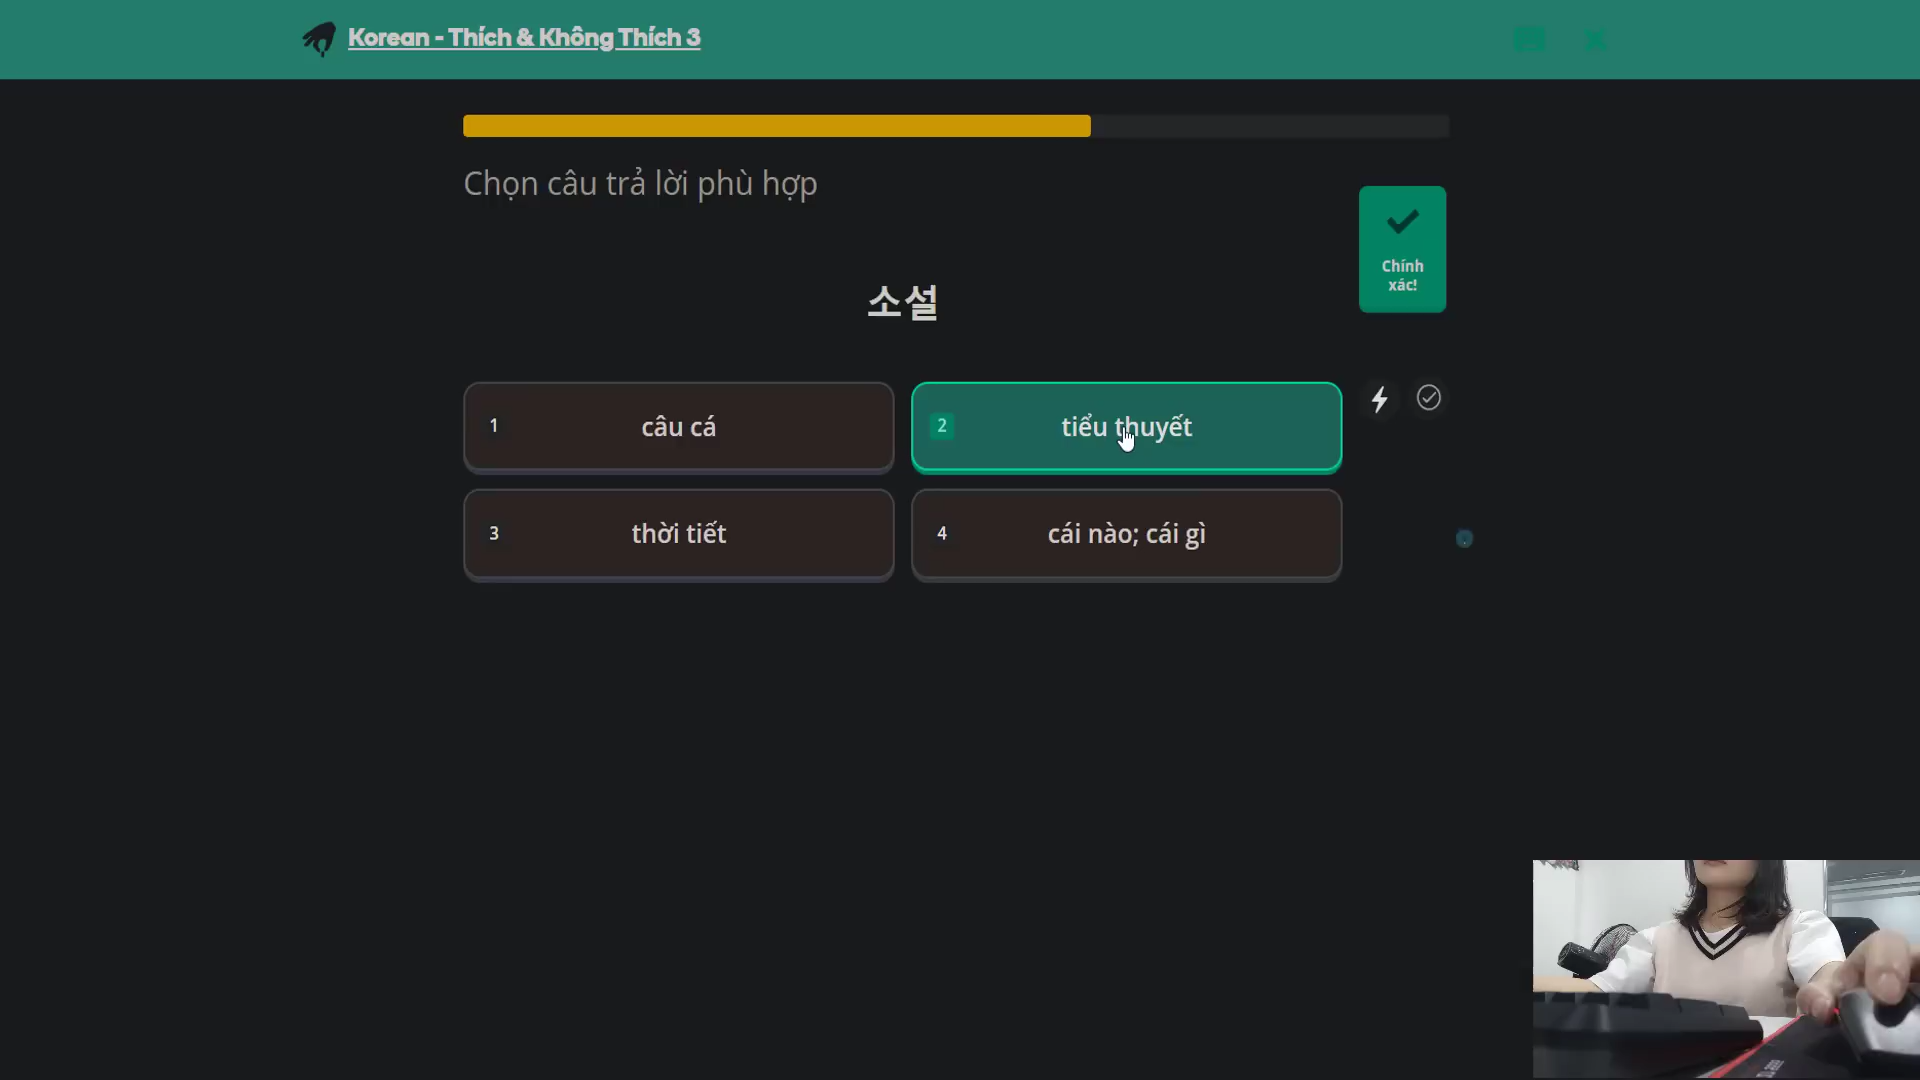 Korean - Thích & Không Thích 3
Chọn câu trả lời phù hợp
Chính
xác!
소설
1 câu cá
2 tiểu thuyết
3 thời tiết
4 cái nào; cái gì